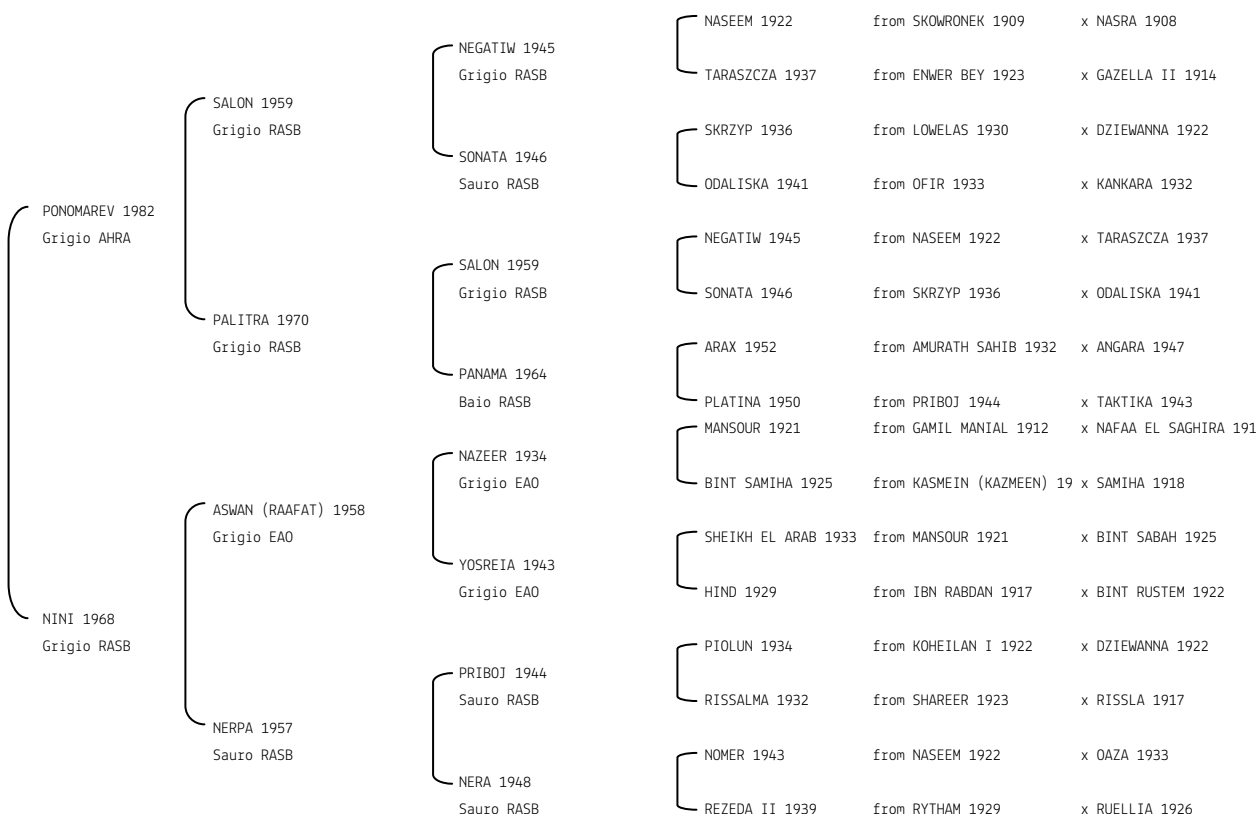 NASEEM 1922 from SKOWRONEK 1909 x NASRA 1908
NEGATIW 1945
Grigio RASB
TARASZCZA 1937 from ENWER BEY 1923 x GAZELLA II 1914
SALON 1959
Grigio RASB
SKRZYP 1936 from LOWELAS 1930 x DZIEWANNA 1922
SONATA 1946
Sauro RASB
ODALISKA 1941 from OFIR 1933 x KANKARA 1932
PONOMAREV 1982
Grigio AHRA
NEGATIW 1945 from NASEEM 1922 x TARASZCZA 1937
SALON 1959
Grigio RASB
SONATA 1946 from SKRZYP 1936 x ODALISKA 1941
PALITRA 1970
Grigio RASB
ARAX 1952 from AMURATH SAHIB 1932 x ANGARA 1947
PANAMA 1964
Baio RASB
PLATINA 1950 from PRIBOJ 1944 x TAKTIKA 1943
MANSOUR 1921 from GAMIL MANIAL 1912 x NAFAA EL SAGHIRA 191
NAZEER 1934
Grigio EAO
BINT SAMIHA 1925 from KASMEIN (KAZMEEN) 19 x SAMIHA 1918
ASWAN (RAAFAT) 1958
Grigio EAO
SHEIKH EL ARAB 1933 from MANSOUR 1921 x BINT SABAH 1925
YOSREIA 1943
Grigio EAO
HIND 1929 from IBN RABDAN 1917 x BINT RUSTEM 1922
NINI 1968
Grigio RASB
PIOLUN 1934 from KOHEILAN I 1922 x DZIEWANNA 1922
PRIBOJ 1944
Sauro RASB
RISSALMA 1932 from SHAREER 1923 x RISSLA 1917
NERPA 1957
Sauro RASB
NOMER 1943 from NASEEM 1922 x OAZA 1933
NERA 1948
Sauro RASB
REZEDA II 1939 from RYTHAM 1929 x RUELLIA 1926